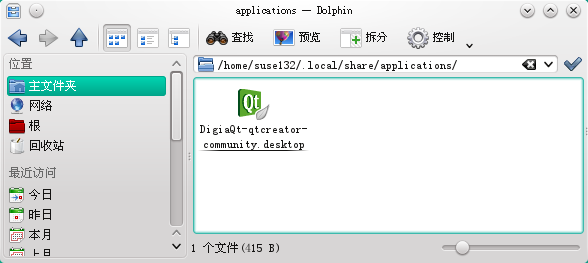 applications — Dolphin
查找
预览
拆分
控制
位置
主文件夹
网络
根
回收站
最近访问
今日
昨日
本月
上月
/home/suse132/.local/share/applications/
Qt
DigiaQt-qtcreator-
community.desktop
1 个文件(415 B)